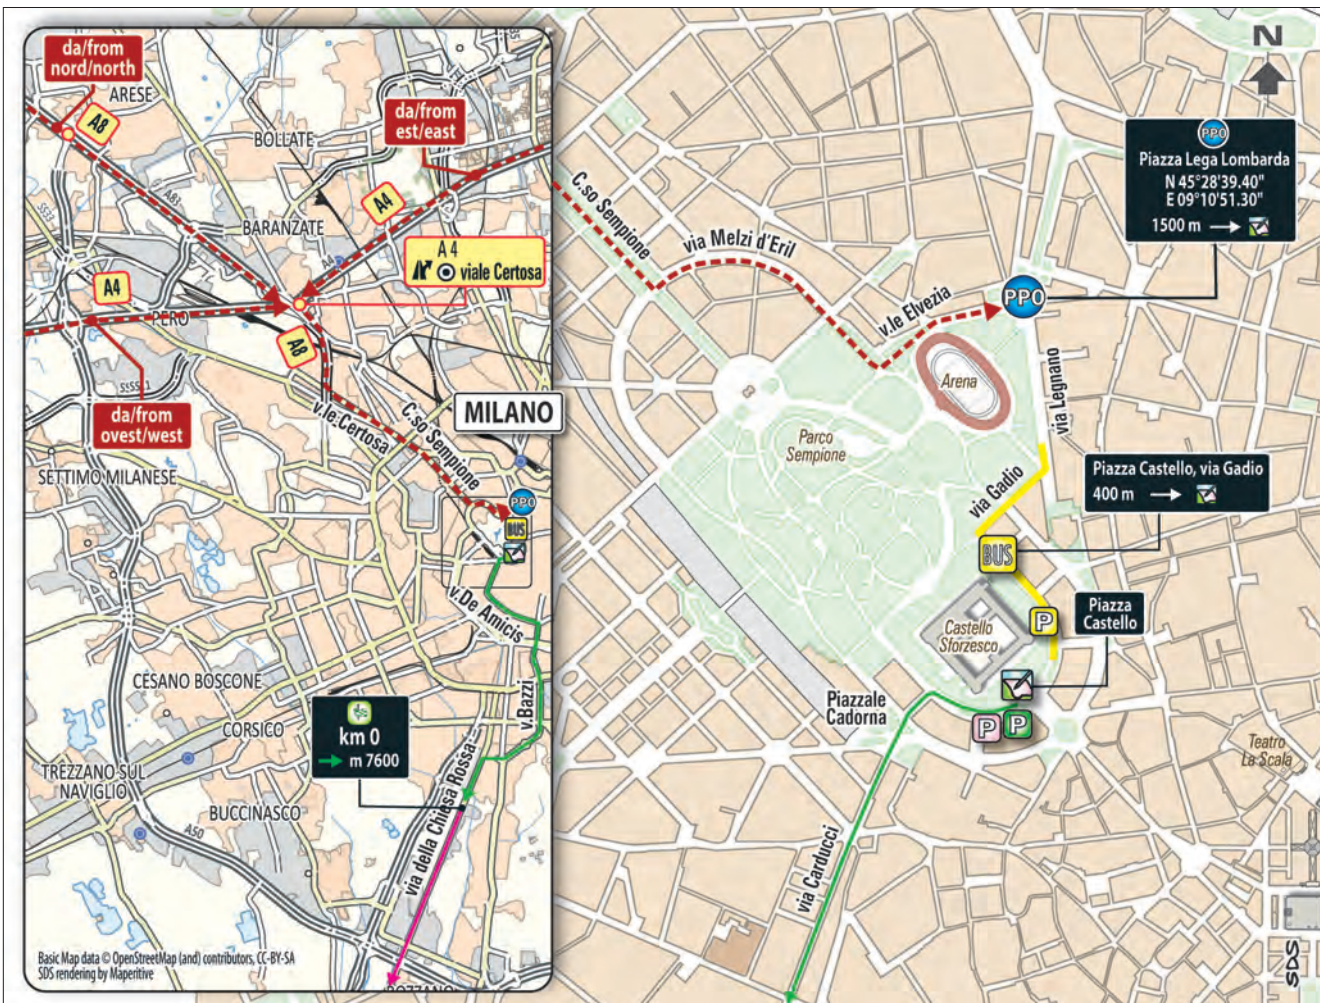 da/from
nord/north
ARESE
A8
BOLLATE
da/from
est/east
A83
SS33
A4
BARANZATE
A4
A 4
viale Certosa
A4
PERO
A8
da/from
ovest/west
v.le Certosa
C.so Sempione
MILANO
SETTIMO MILANESE
PPO
BUS
v.De Amicis
CESANO BOSCONE
v.Bazzi
km 0
m 7600
CORSICO
TREZZANO SUL
NAVIGLIO
BUCCINASCO
A50
via della Chiesa Rossa
Basic Map data © OpenStreetMap (and) contributors, CC-BY-SA
SDS rendering by Maperitive
N
PPO
Piazza Lega Lombarda
N 45°28'39.40"
E 09°10'51.30"
1500 m
C.so Sempione
via Melzi d'Eril
v.le Elvezia
PPO
Arena
via Legnano
Parco
Sempione
via Gadio
Piazza Castello, via Gadio
400 m
BUS
Piazza
Castello
P
Castello
Sforzesco
Piazzale
Cadorna
P
P
Teatro
La Scala
via Carducci
SDS